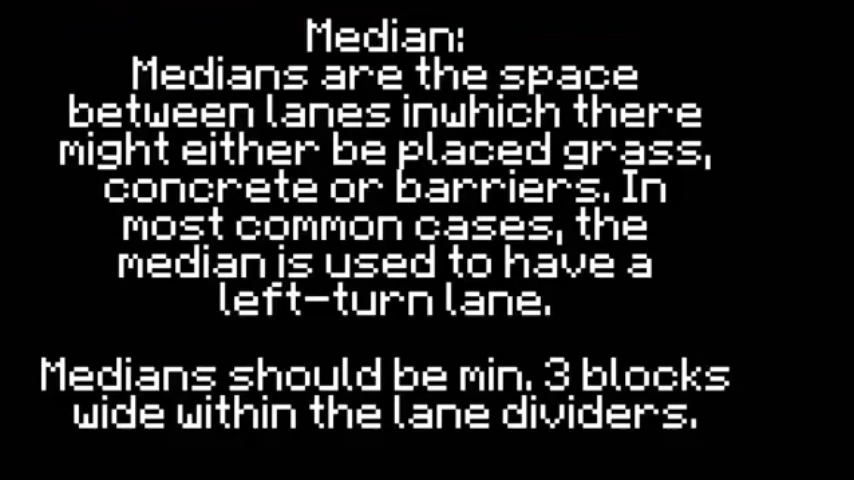 Median:
Medians are the space
between lanes inwhich there
might either be placed grass,
concrete or barriers. In
most common cases, the
median is used to have a
left-turn lane.
Medians should be min. 3 blocks
wide within the lane dividers.